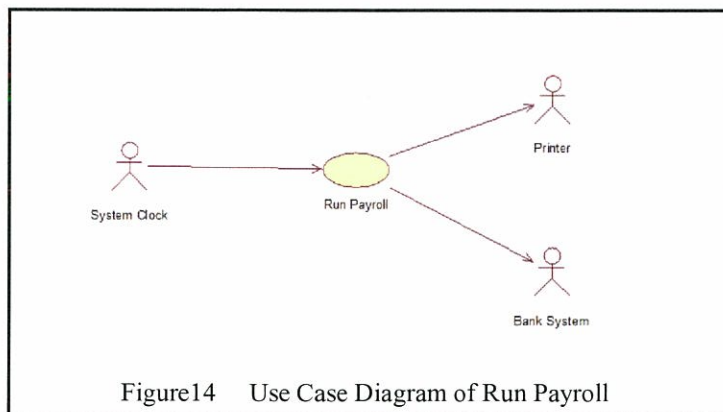 Printer
System Clock
Run Payroll
Bank System
Figure14 Use Case Diagram of Run Payroll